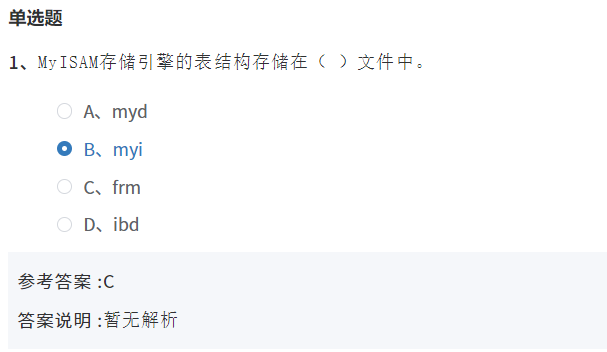 单选题
1、MyISAM存储引擎的表结构存储在（ ）文件中。
A、myd
B、myi
C、frm
D、ibd
参考答案 :C
答案说明 :暂无解析